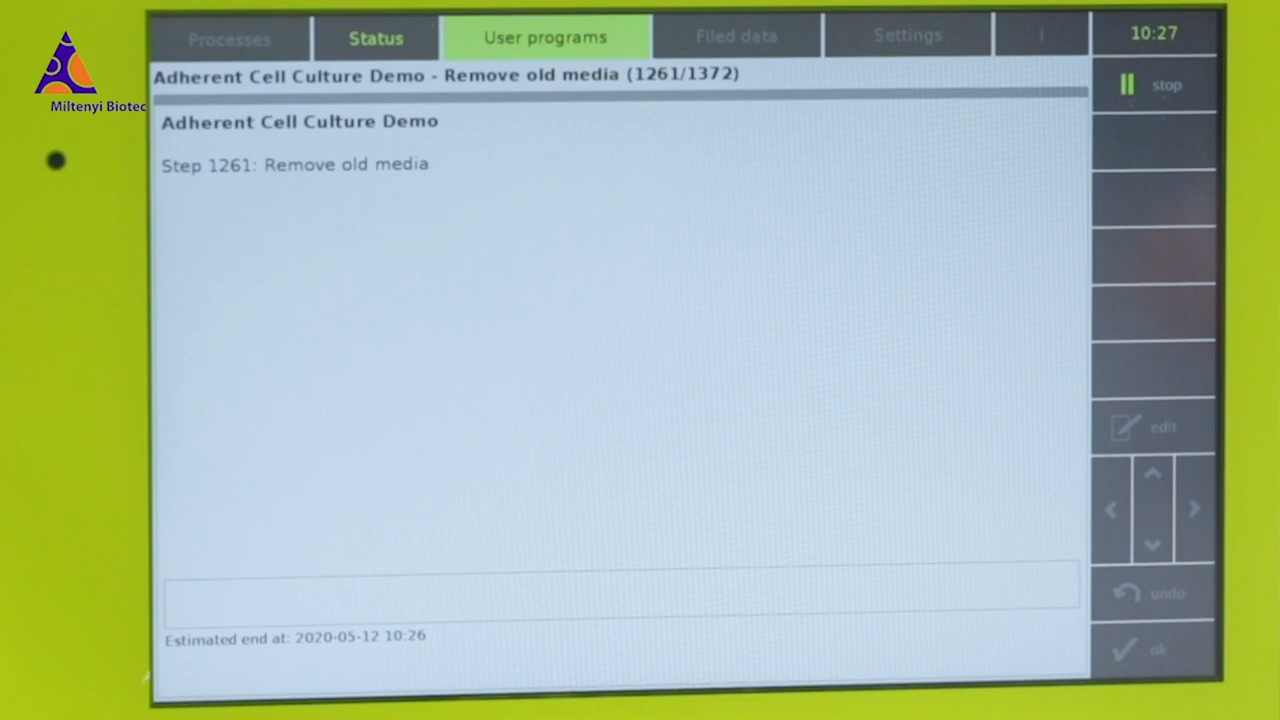 Processes
Status
User programs
Filed data
Settings
i
10:27
Miltenyi Biotec
Adherent Cell Culture Demo - Remove old media (1261/1372)
stop
Adherent Cell Culture Demo
Step 1261: Remove old media
edit
undo
Estimated end at: 2020-05-12 10:26
ok